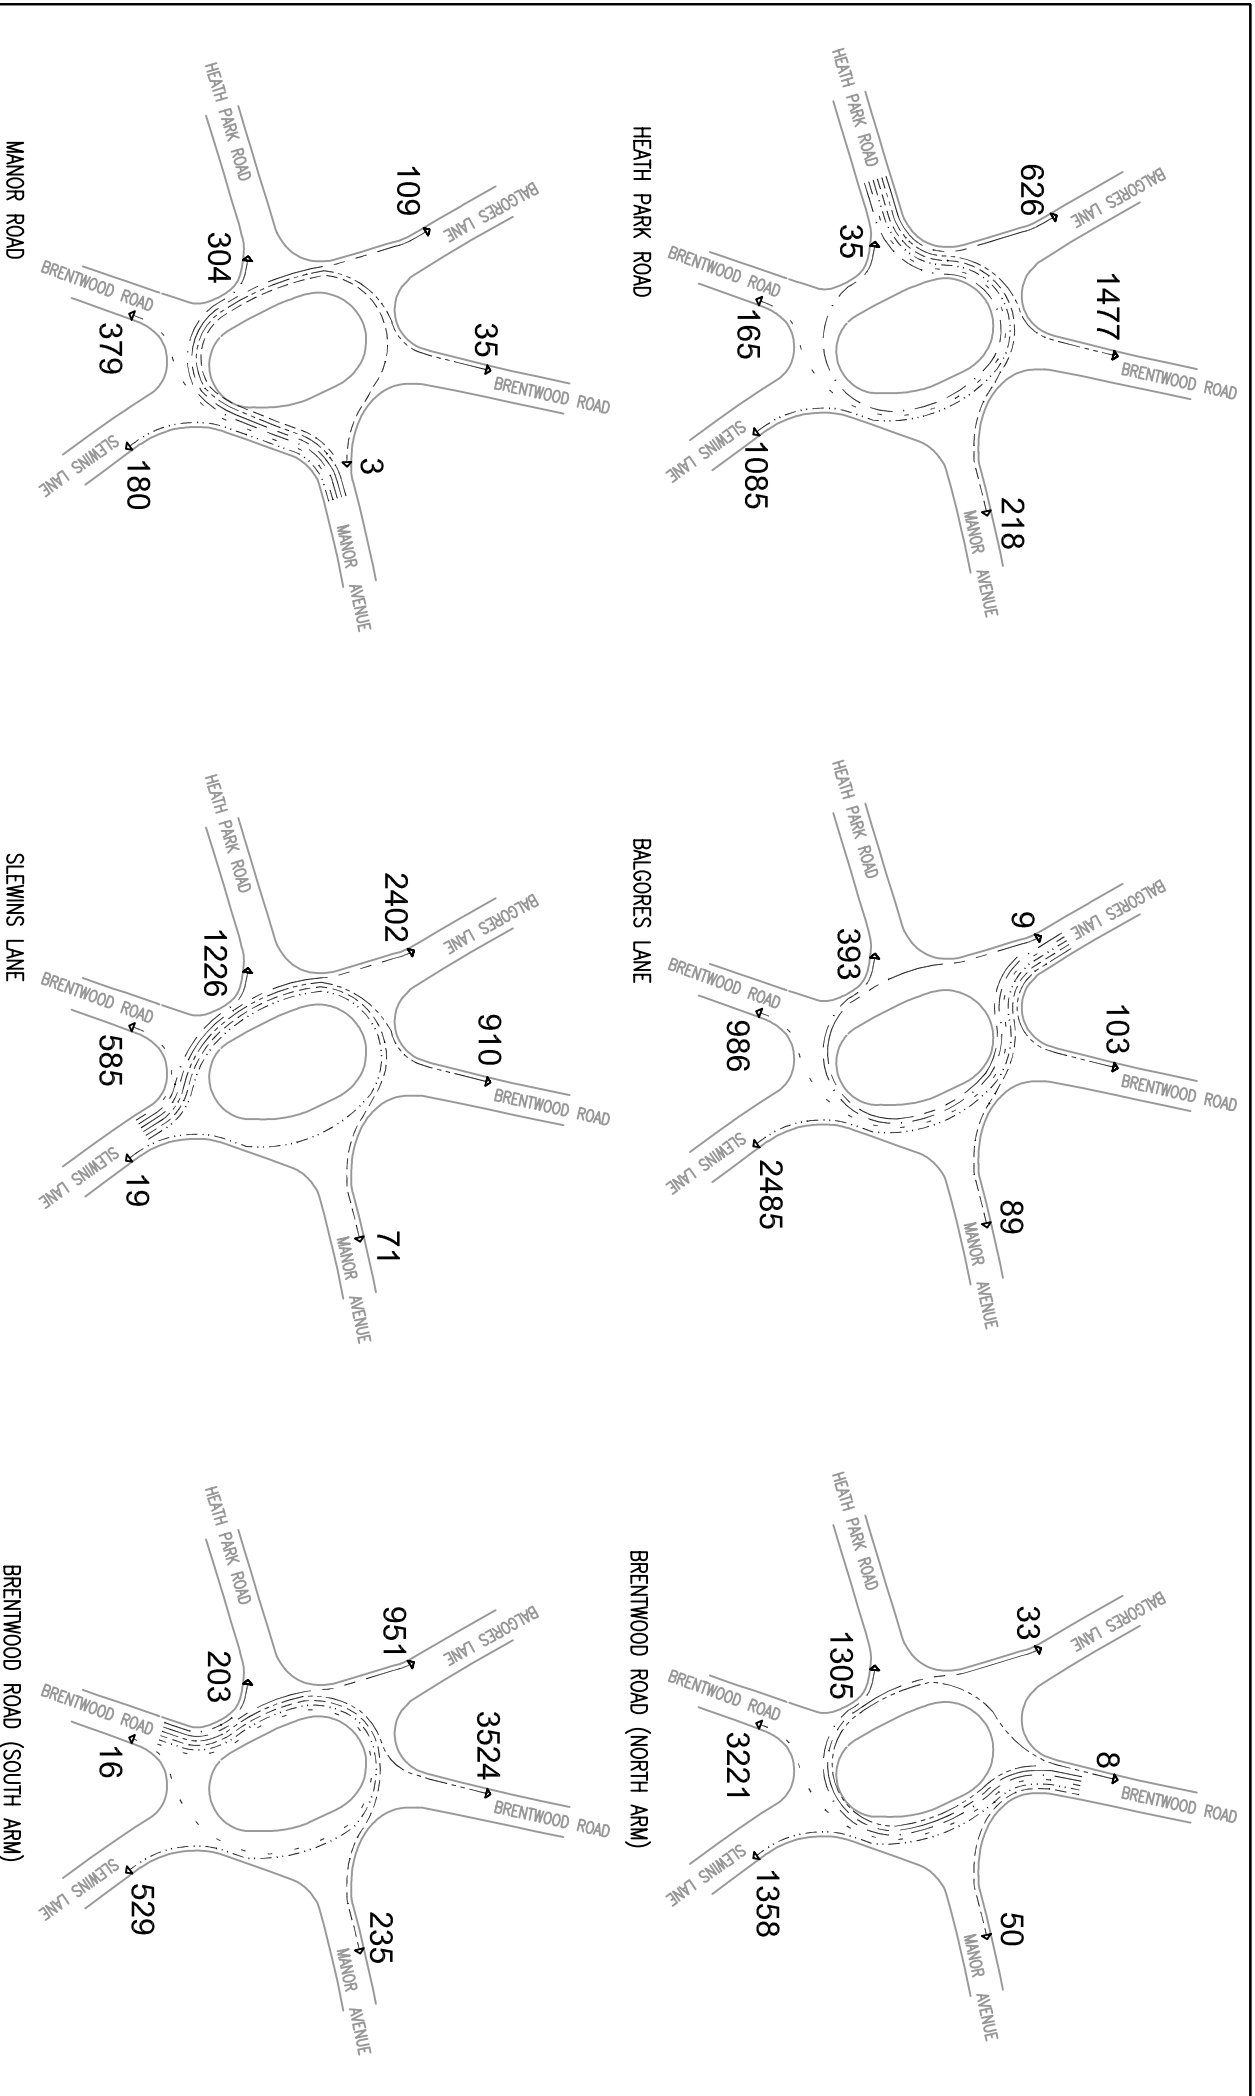 BALGORES LANE
BRENTWOOD ROAD
HEATH PARK ROAD
MANOR AVENUE
BRENTWOOD ROAD
SLEWINS LANE
626
1477
218
35
165
1085
HEATH PARK ROAD
BALGORES LANE
BRENTWOOD ROAD
HEATH PARK ROAD
MANOR AVENUE
BRENTWOOD ROAD
SLEWINS LANE
9
103
89
393
986
2485
BALGORES LANE
BALGORES LANE
BRENTWOOD ROAD
HEATH PARK ROAD
MANOR AVENUE
BRENTWOOD ROAD
SLEWINS LANE
33
8
50
1305
3221
1358
BRENTWOOD ROAD (NORTH ARM)
BALGORES LANE
BRENTWOOD ROAD
HEATH PARK ROAD
MANOR AVENUE
BRENTWOOD ROAD
SLEWINS LANE
109
35
3
304
379
180
MANOR ROAD
BALGORES LANE
BRENTWOOD ROAD
HEATH PARK ROAD
MANOR AVENUE
BRENTWOOD ROAD
SLEWINS LANE
2402
910
71
1226
585
19
SLEWINS LANE
BALGORES LANE
BRENTWOOD ROAD
HEATH PARK ROAD
MANOR AVENUE
BRENTWOOD ROAD
SLEWINS LANE
951
3524
235
203
16
529
BRENTWOOD ROAD (SOUTH ARM)